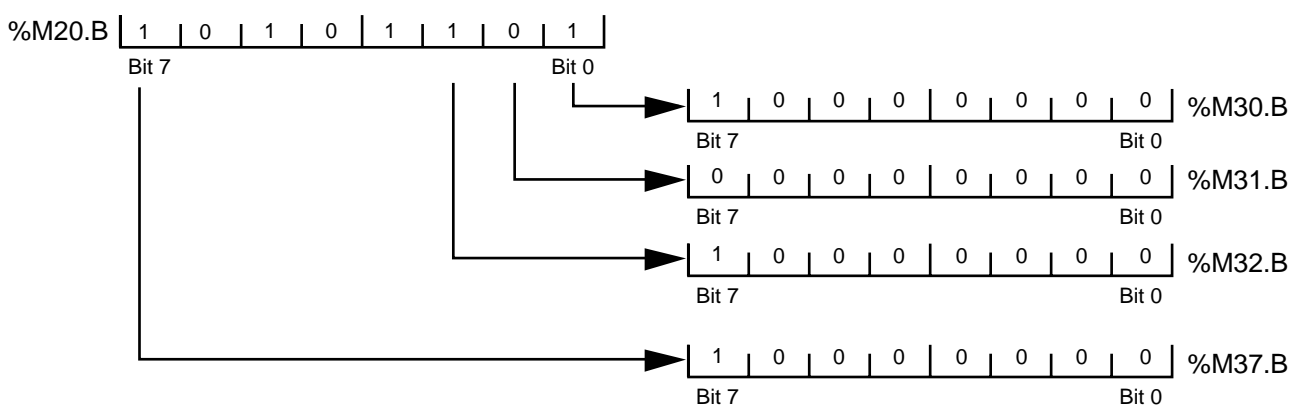 %M20.B 1 0 1 0 1 1 0 1
Bit 7 Bit 0
1 0 0 0 0 0 0 0 %M30.B
Bit 7 Bit 0
0 0 0 0 0 0 0 0 %M31.B
Bit 7 Bit 0
1 0 0 0 0 0 0 0 %M32.B
Bit 7 Bit 0
1 0 0 0 0 0 0 0 %M37.B
Bit 7 Bit 0